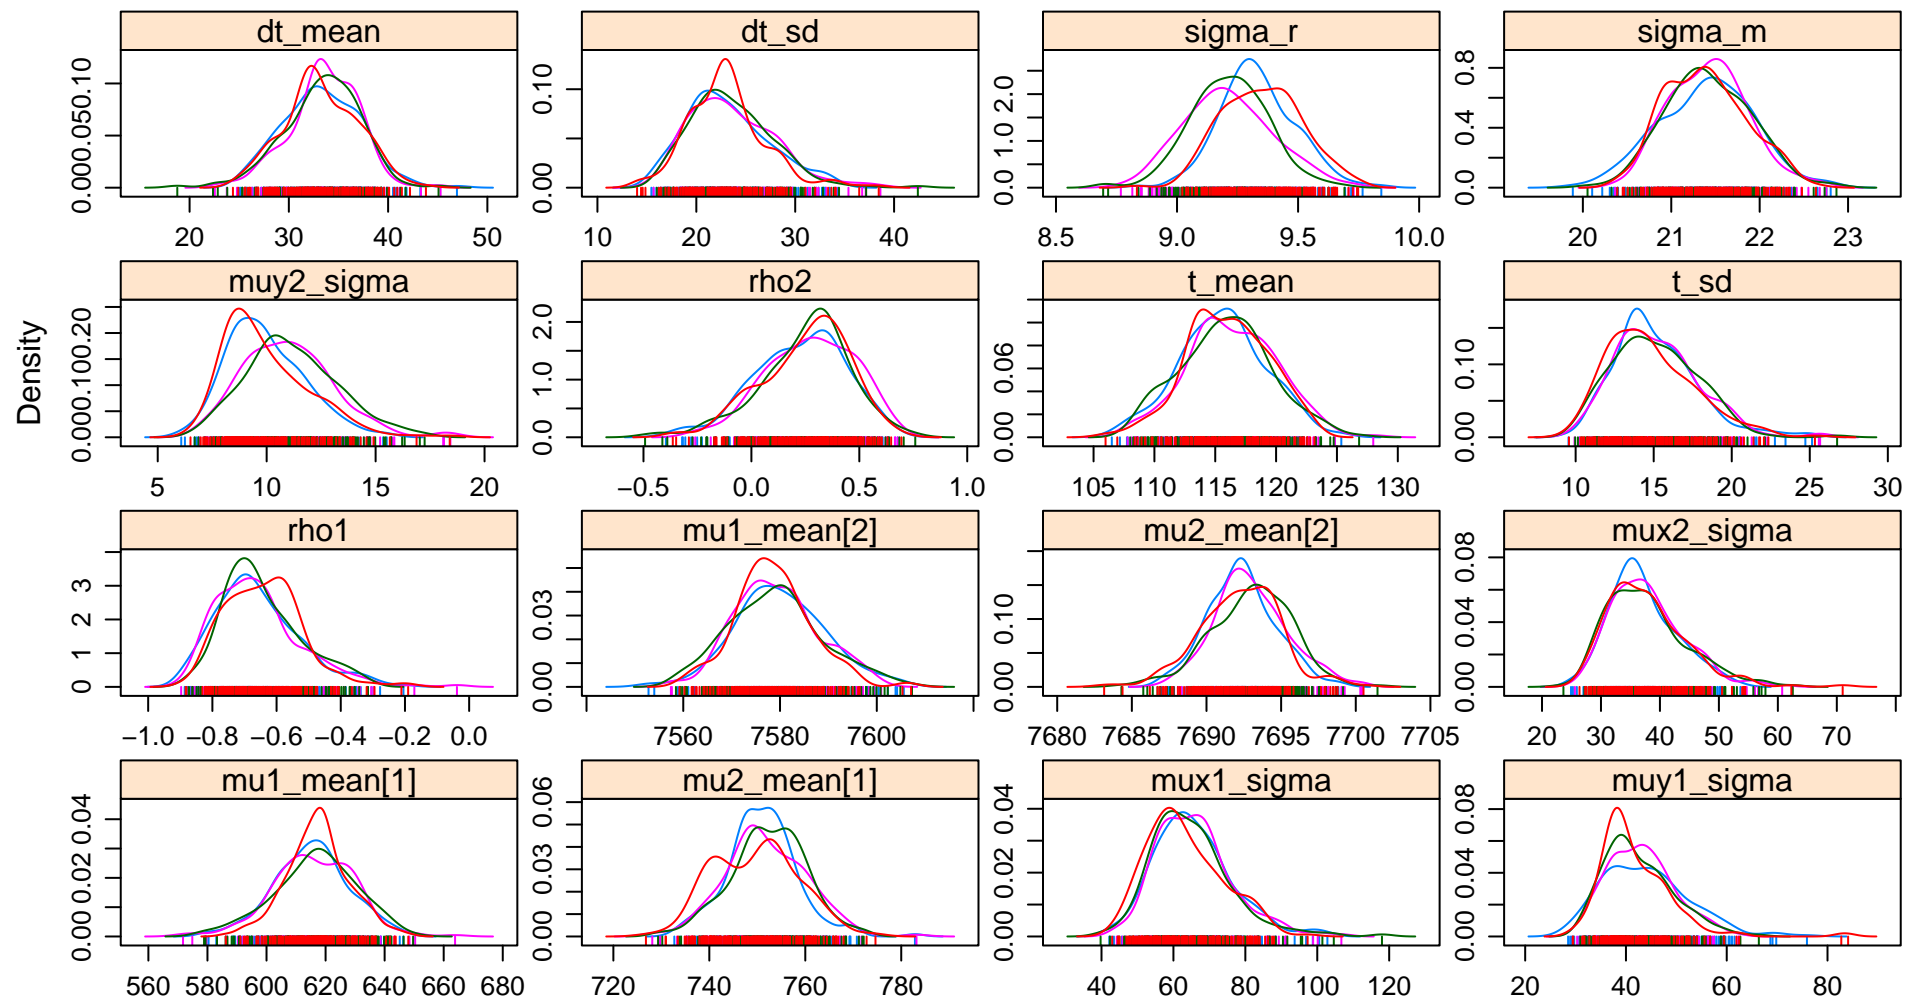 dt_mean dt_sd sigma_r sigma_m
0.00 0.05 0.10 0.00 0.10 0.0 1.0 2.0 0.0 0.4 0.8
20 30 40 50 10 20 30 40 8.5 9.0 9.5 10.0 20 21 22 23
muy2_sigma rho2 t_mean t_sd
Density
0.00 0.10 0.20 0.0 1.0 2.0 0.00 0.06 0.00 0.10
5 10 15 20 −0.5 0.0 0.5 1.0 105 110 115 120 125 130 10 15 20 25 30
rho1 mu1_mean[2] mu2_mean[2] mux2_sigma
0 1 2 3 0.00 0.03 0.00 0.10 0.00 0.04 0.08
−1.0 −0.8 −0.6 −0.4 −0.2 0.0 7560 7580 7600 7680 7685 7690 7695 7700 7705 20 30 40 50 60 70
mu1_mean[1] mu2_mean[1] mux1_sigma muy1_sigma
0.00 0.02 0.04 0.00 0.03 0.06 0.00 0.02 0.04 0.00 0.04 0.08
560 580 600 620 640 660 680 720 740 760 780 40 60 80 100 120 20 40 60 80